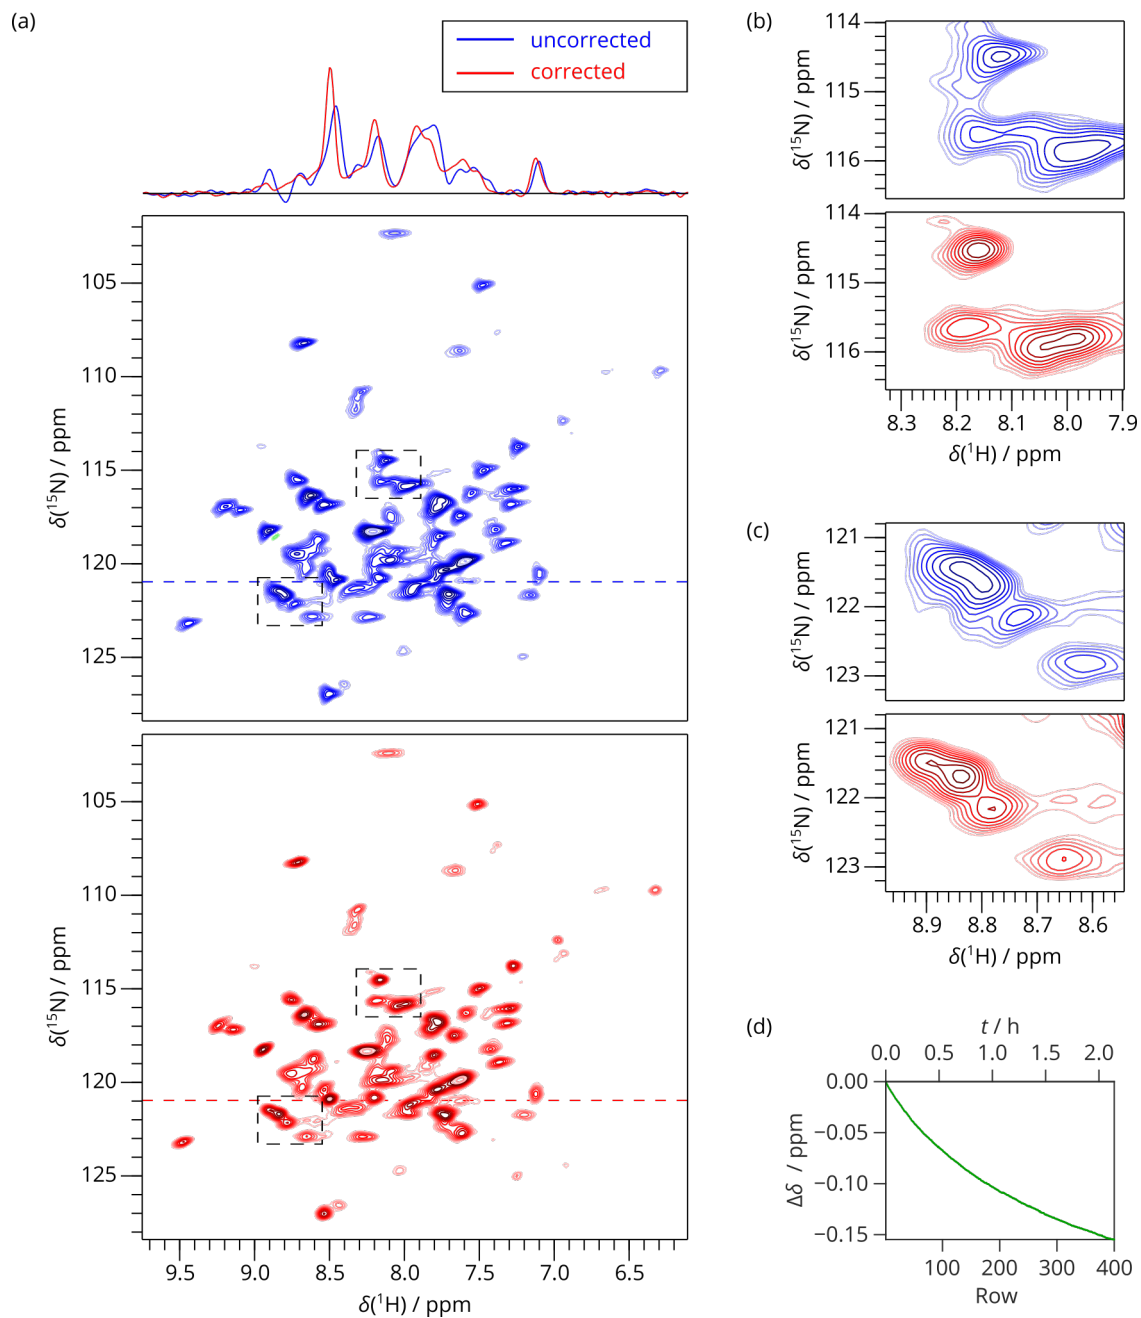 (a)
uncorrected
corrected
105
110
115
120
125
δ(¹⁵N) / ppm
105
110
115
120
125
δ(¹⁵N) / ppm
9.5 9.0 8.5 8.0 7.5 7.0 6.5
δ(¹H) / ppm
(b)
114
115
116
δ(¹⁵N) / ppm
114
115
116
δ(¹⁵N) / ppm
8.3 8.2 8.1 8.0 7.9
δ(¹H) / ppm
(c)
121
122
123
δ(¹⁵N) / ppm
121
122
123
δ(¹⁵N) / ppm
8.9 8.8 8.7 8.6
δ(¹H) / ppm
(d)
t / h
0.0 0.5 1.0 1.5 2.0
0.00
−0.05
−0.10
−0.15
Δδ / ppm
100 200 300 400
Row